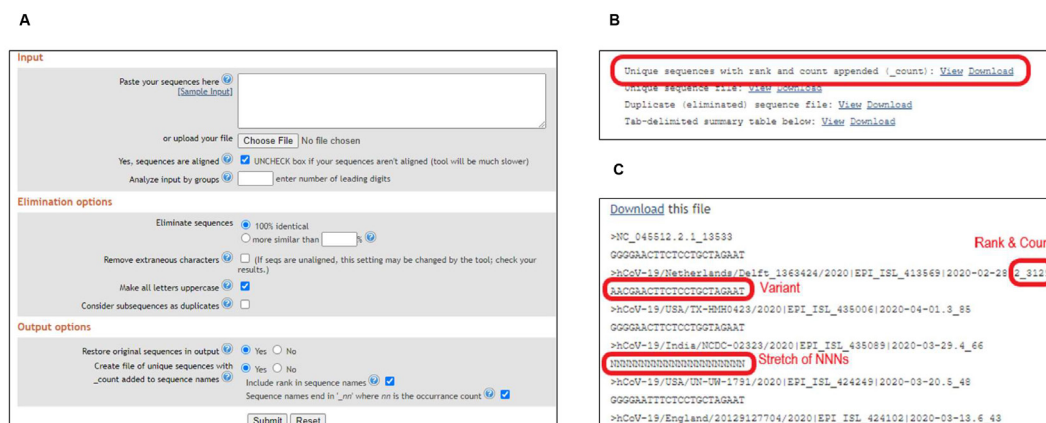 A
Input
Paste your sequences here
[Sample Input]
or upload your file Choose File No file chosen
Yes, sequences are aligned UNCHECK box if your sequences aren't aligned (tool will be much slower)
Analyze input by groups enter number of leading digits
Elimination options
Eliminate sequences 100% identical
more similar than %
Remove extraneous characters (If seqs are unaligned, this setting may be changed by the tool; check your
results.)
Make all letters uppercase
Consider subsequences as duplicates
Output options
Restore original sequences in output Yes No
Create file of unique sequences with Yes No
_count added to sequence names
Include rank in sequence names
Sequence names end in '_nn' where nn is the occurrance count
Submit Reset
B
Unique sequences with rank and count appended (_count): View Download
Unique sequence file: View Download
Duplicate (eliminated) sequence file: View Download
Tab-delimited summary table below: View Download
C
Download this file
>NC_045512.2.1_13533
Rank & Coun
GGGGAACTTCTCCTGCTAGAAT
>hCoV-19/Netherlands/Delft_1363424/2020|EPI_ISL_413569|2020-02-28.2_312
AACGAACTTCTCCTGCTAGAAT Variant
>hCoV-19/USA/TX-HMH0423/2020|EPI_ISL_435006|2020-04-01.3_85
GGGGAACTTCTCCTGGTAGAAT
>hCoV-19/India/NCDC-02323/2020|EPI_ISL_435089|2020-03-29.4_66
NNNNNNNNNNNNNNNNNNNNNN Stretch of NNNs
>hCoV-19/USA/UN-UW-1791/2020|EPI_ISL_424249|2020-03-20.5_48
GGGGAATTTCTCCTGCTAGAAT
>hCoV-19/England/20129127704/2020|EPI_ISL_424102|2020-03-13.6_43